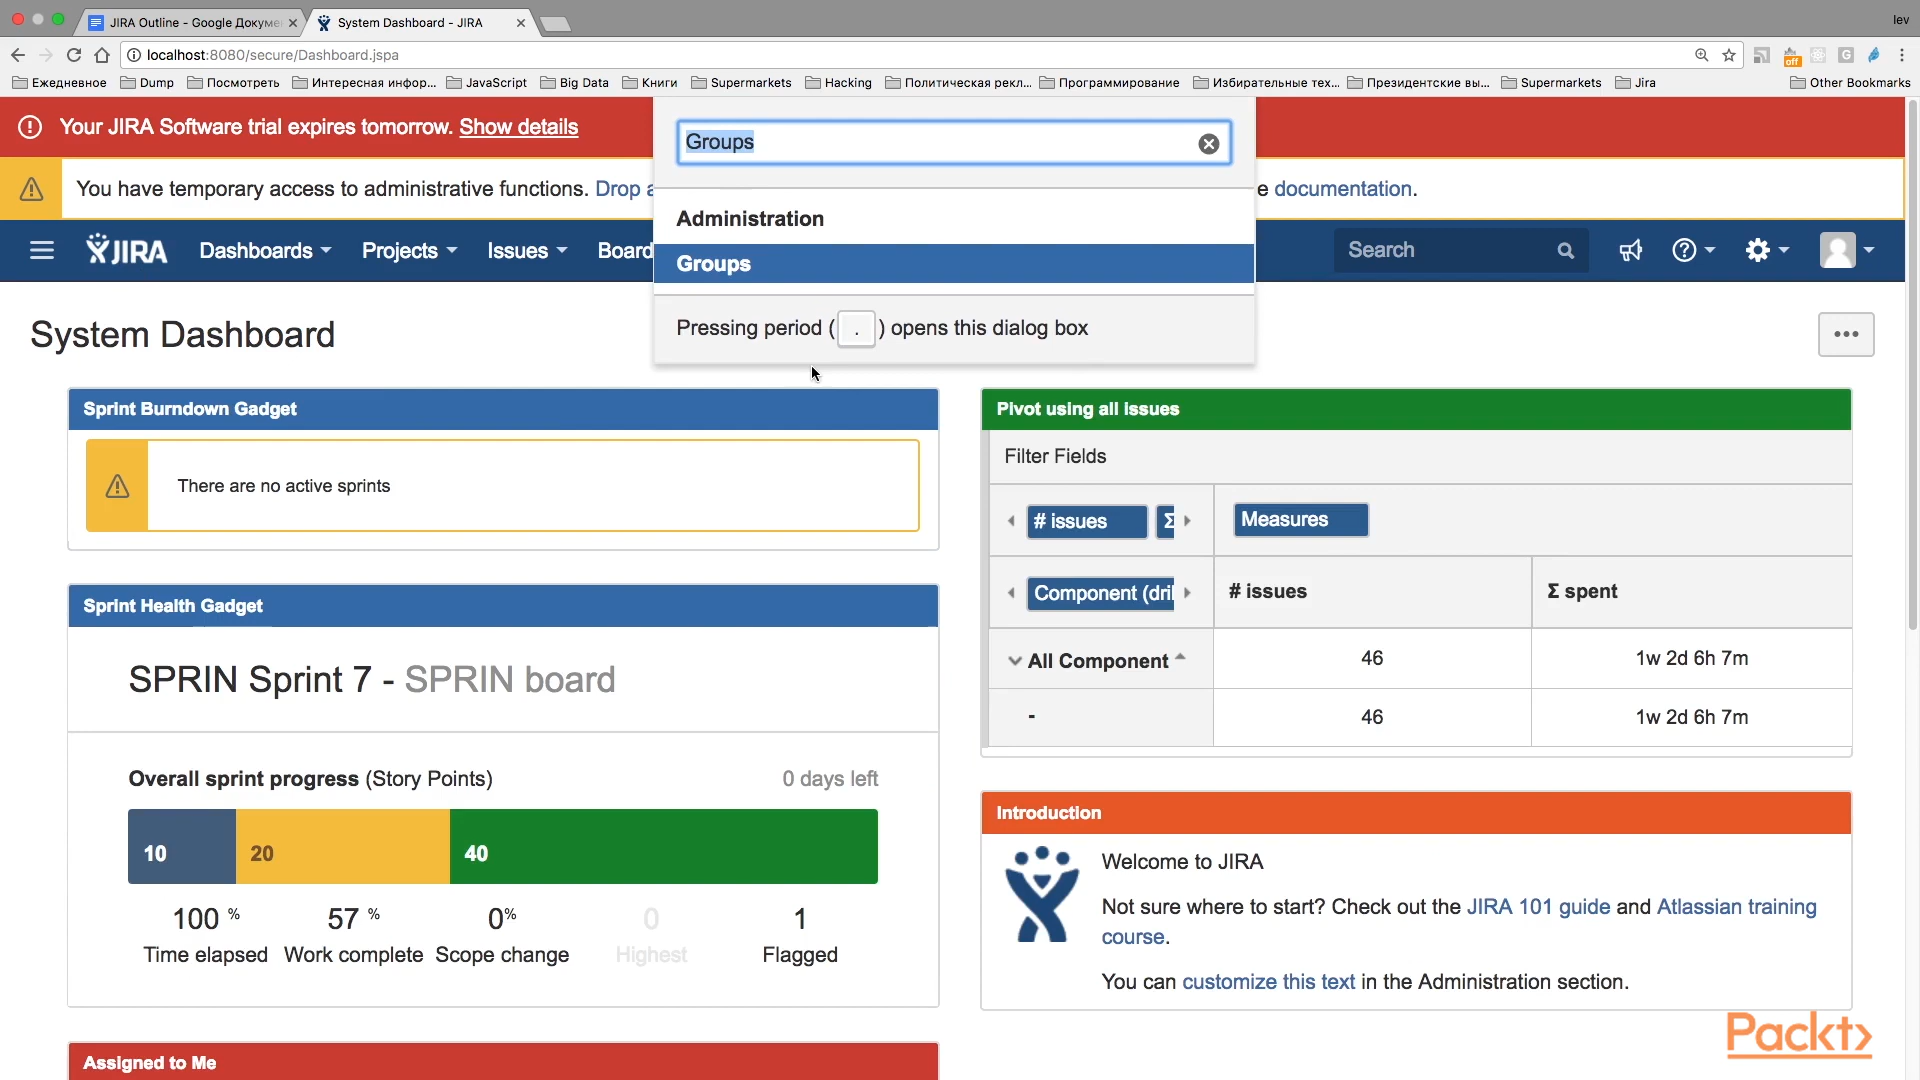 JIRA Outline - Google Докуме
System Dashboard - JIRA
lev
localhost:8080/secure/Dashboard.jspa
off
G
Ежедневное
Dump
Посмотреть
Интересная инфор...
JavaScript
Big Data
Книги
Supermarkets
Hacking
Политическая рекл...
Программирование
Избирательные тех...
Президентские вы...
Supermarkets
Jira
Other Bookmarks
Your JIRA Software trial expires tomorrow. Show details
You have temporary access to administrative functions. Drop a
e documentation.
Groups
Administration
Groups
Pressing period ( . ) opens this dialog box
JIRA
Dashboards
Projects
Issues
Board
Search
System Dashboard
Sprint Burndown Gadget
There are no active sprints
Sprint Health Gadget
SPRIN Sprint 7 - SPRIN board
Overall sprint progress (Story Points)
0 days left
10
20
40
100 %
57 %
0%
0
1
Time elapsed
Work complete
Scope change
Highest
Flagged
Assigned to Me
Pivot using all issues
Filter Fields
# issues
Σ
Measures
Component (dril
# issues
Σ spent
All Component
46
1w 2d 6h 7m
-
46
1w 2d 6h 7m
Introduction
Welcome to JIRA
Not sure where to start? Check out the JIRA 101 guide and Atlassian training
course.
You can customize this text in the Administration section.
Packt>